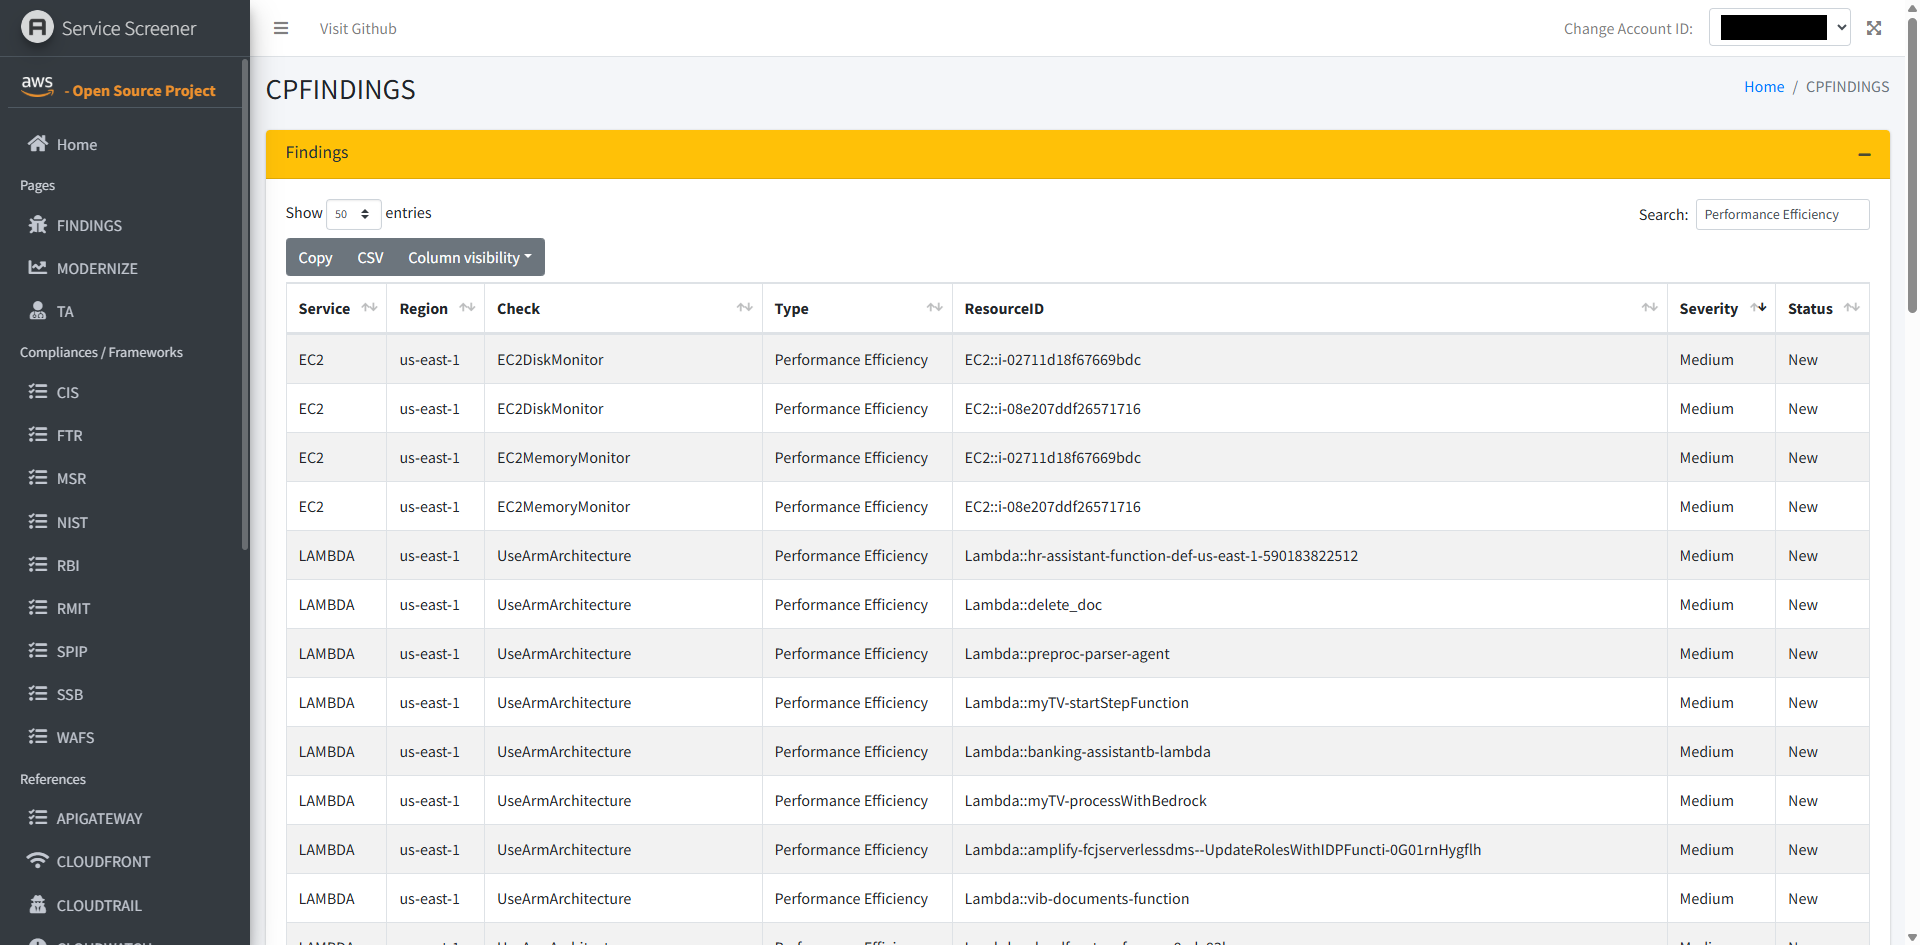 Service Screener
Visit Github
Change Account ID:
aws - Open Source Project
CPFINDINGS
Home / CPFINDINGS
Home
Pages
FINDINGS
MODERNIZE
TA
Compliances / Frameworks
CIS
FTR
MSR
NIST
RBI
RMIT
SPIP
SSB
WAFS
References
APIGATEWAY
CLOUDFRONT
CLOUDTRAIL
CLOUDWATCH
Findings
Show 50 entries
Search: Performance Efficiency
Copy CSV Column visibility
Service Region Check Type ResourceID Severity Status
EC2 us-east-1 EC2DiskMonitor Performance Efficiency EC2::i-02711d18f67669bdc Medium New
EC2 us-east-1 EC2DiskMonitor Performance Efficiency EC2::i-08e207ddf26571716 Medium New
EC2 us-east-1 EC2MemoryMonitor Performance Efficiency EC2::i-02711d18f67669bdc Medium New
EC2 us-east-1 EC2MemoryMonitor Performance Efficiency EC2::i-08e207ddf26571716 Medium New
LAMBDA us-east-1 UseArmArchitecture Performance Efficiency Lambda::hr-assistant-function-def-us-east-1-590183822512 Medium New
LAMBDA us-east-1 UseArmArchitecture Performance Efficiency Lambda::delete_doc Medium New
LAMBDA us-east-1 UseArmArchitecture Performance Efficiency Lambda::preproc-parser-agent Medium New
LAMBDA us-east-1 UseArmArchitecture Performance Efficiency Lambda::myTV-startStepFunction Medium New
LAMBDA us-east-1 UseArmArchitecture Performance Efficiency Lambda::banking-assistantb-lambda Medium New
LAMBDA us-east-1 UseArmArchitecture Performance Efficiency Lambda::myTV-processWithBedrock Medium New
LAMBDA us-east-1 UseArmArchitecture Performance Efficiency Lambda::amplify-fcjserverlessdms--UpdateRolesWithIDPFuncti-0G01rnHygflh Medium New
LAMBDA us-east-1 UseArmArchitecture Performance Efficiency Lambda::vib-documents-function Medium New